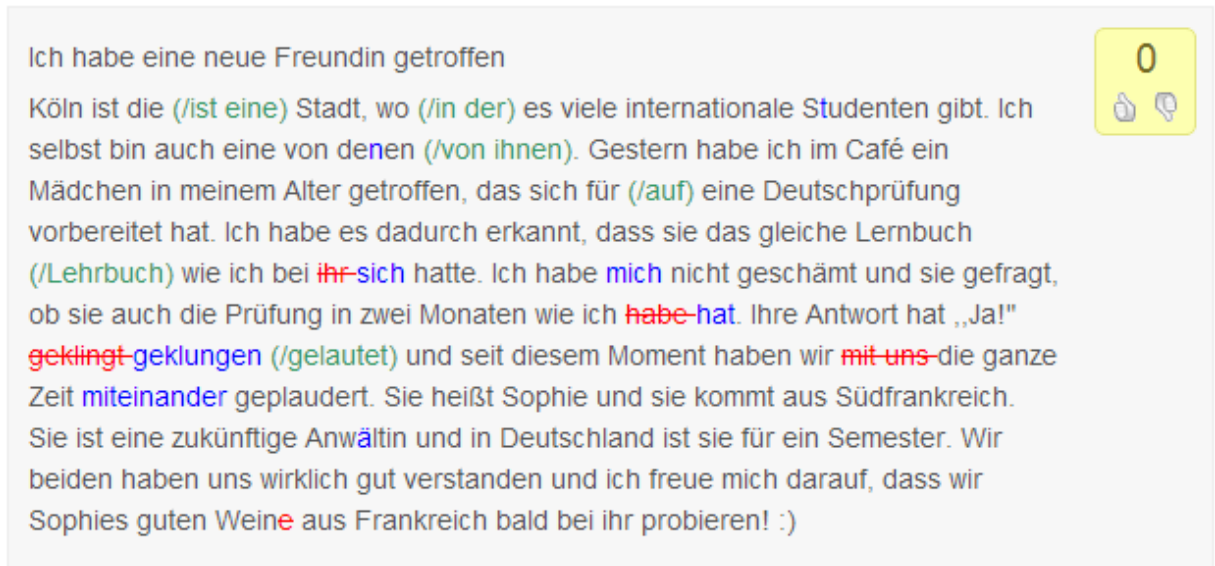 Ich habe eine neue Freundin getroffen
0
Köln ist die (/ist eine) Stadt, wo (/in der) es viele internationale Studenten gibt. Ich
selbst bin auch eine von denen (/von ihnen). Gestern habe ich im Café ein
Mädchen in meinem Alter getroffen, das sich für (/auf) eine Deutschprüfung
vorbereitet hat. Ich habe es dadurch erkannt, dass sie das gleiche Lernbuch
(/Lehrbuch) wie ich bei ihr sich hatte. Ich habe mich nicht geschämt und sie gefragt,
ob sie auch die Prüfung in zwei Monaten wie ich habe hat. Ihre Antwort hat ,,Ja!"
geklingt geklungen (/gelautet) und seit diesem Moment haben wir mit uns die ganze
Zeit miteinander geplaudert. Sie heißt Sophie und sie kommt aus Südfrankreich.
Sie ist eine zukünftige Anwältin und in Deutschland ist sie für ein Semester. Wir
beiden haben uns wirklich gut verstanden und ich freue mich darauf, dass wir
Sophies guten Weine aus Frankreich bald bei ihr probieren! :)